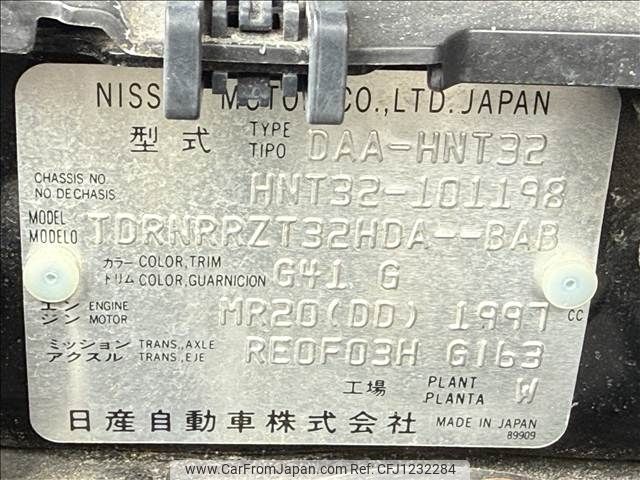 NISS MOTO CO.,LTD. JAPAN
型式 TYPE TIPO DAA-HNT32
CHASSIS NO. NO DE CHASIS HNT32-101198
MODEL MODELO TDRNRRZT32HDA--BAB
カラー トリム COLOR, TRIM COLOR, GUARNICION G41 G
エンジン ENGINE MOTOR MR20(DD) 1997 CC
ミッション アクスル TRANS., AXLE TRANS., EJE RE0F03H G163
工場 PLANT PLANTA W
日産自動車株式会社 MADE IN JAPAN
89909
www.CarFromJapan.com - CFJ1232284